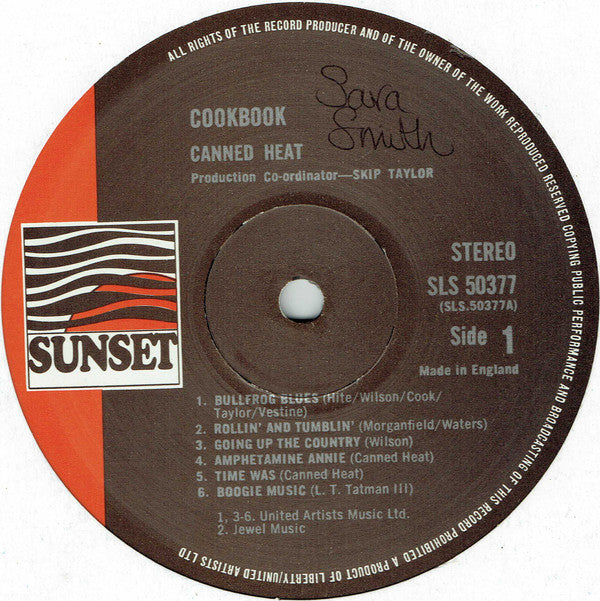 ALL RIGHTS OF THE RECORD PRODUCER AND OF THE OWNER OF THE WORK REPRODUCED RESERVED COPYING PUBLIC PERFORMANCE AND BROADCASTING OF THIS RECORD PROHIBITED A PRODUCT OF LIBERTY/UNITED ARTISTS LTD
Sara
Smith
COOKBOOK
CANNED HEAT
Production Co-ordinator—SKIP TAYLOR
STEREO
SLS 50377
(SLS.50377A)
Side 1
Made in England
SUNSET
1. BULLFROG BLUES (Hite/Wilson/Cook/
Taylor/Vestine)
2. ROLLIN' AND TUMBLIN' (Morganfield/Waters)
3. GOING UP THE COUNTRY (Wilson)
4. AMPHETAMINE ANNIE (Canned Heat)
5. TIME WAS (Canned Heat)
6. BOOGIE MUSIC (L. T. Tatman III)
1, 3-6. United Artists Music Ltd.
2. Jewel Music